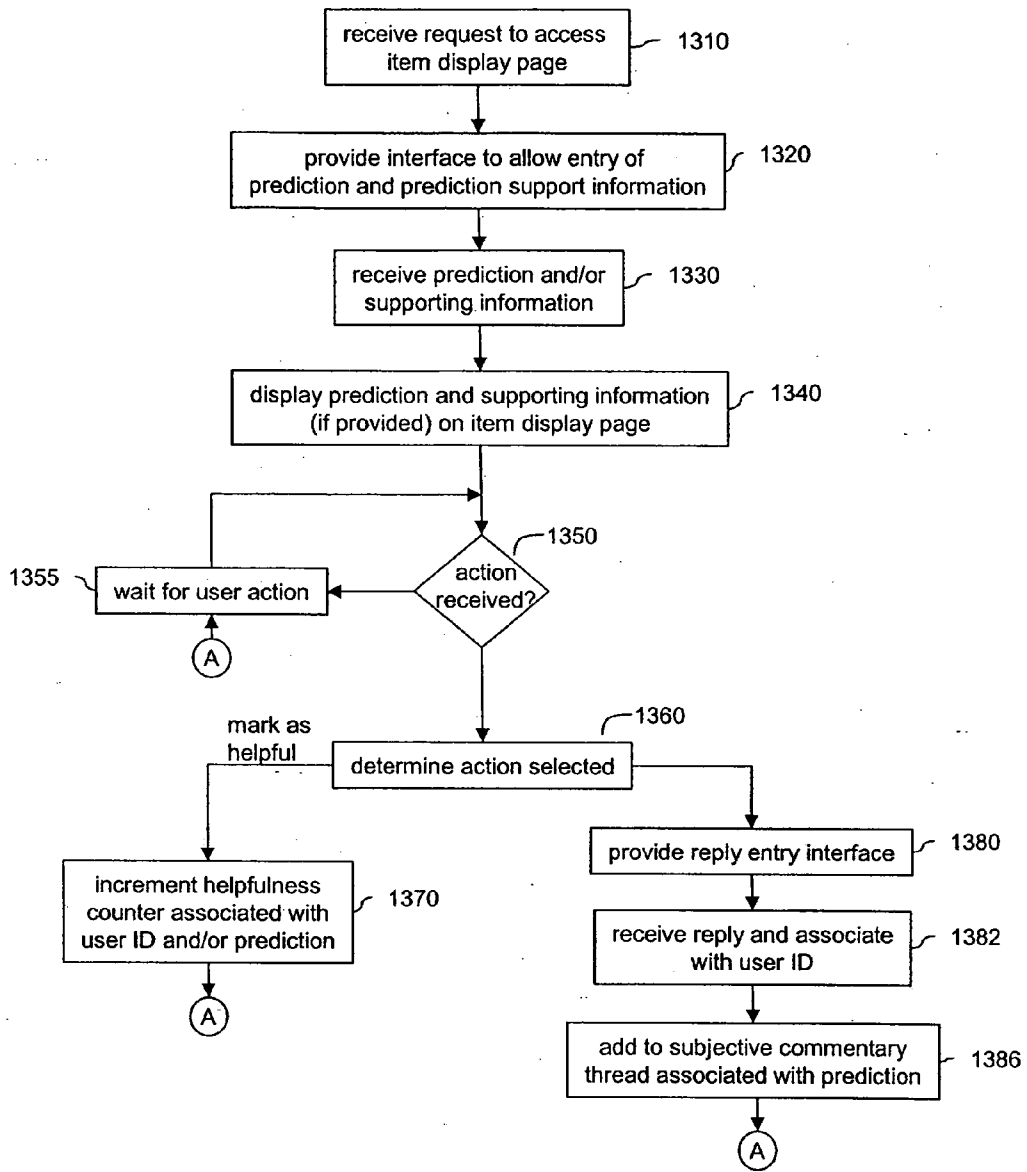 receive request to access
item display page
1310
provide interface to allow entry of
prediction and prediction support information
1320
receive prediction and/or
supporting information
1330
display prediction and supporting information
(if provided) on item display page
1340
1350
action
received?
1355
wait for user action
A
mark as
helpful
1360
determine action selected
increment helpfulness
counter associated with
user ID and/or prediction
1370
A
provide reply entry interface
1380
receive reply and associate
with user ID
1382
add to subjective commentary
thread associated with prediction
1386
A